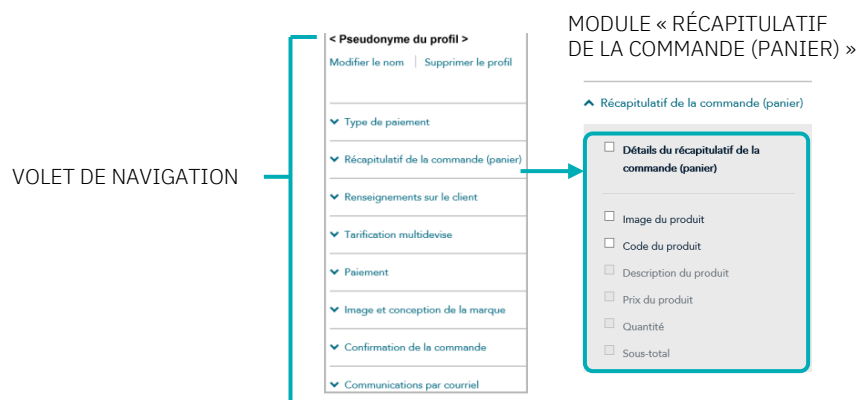 MODULE « RÉCAPITULATIF
DE LA COMMANDE (PANIER) »
VOLET DE NAVIGATION
< Pseudonyme du profil >
Modifier le nom | Supprimer le profil
Type de paiement
Récapitulatif de la commande (panier)
Renseignements sur le client
Tarification multidevise
Paiement
Image et conception de la marque
Confirmation de la commande
Communications par courriel
Récapitulatif de la commande (panier)
Détails du récapitulatif de la
commande (panier)
Image du produit
Code du produit
Description du produit
Prix du produit
Quantité
Sous-total